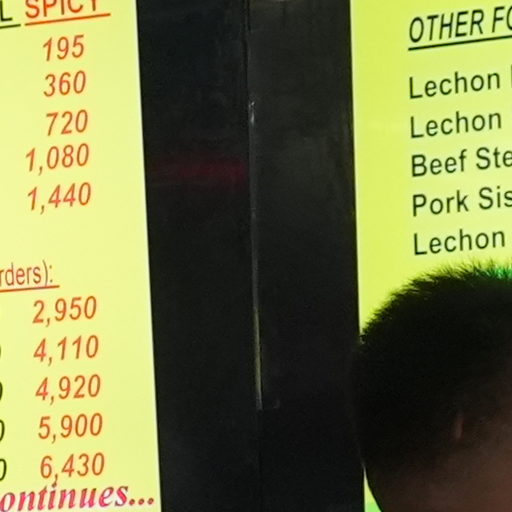 L SPICY
195
360
720
1,080
1,440
rders):
2,950
4,110
4,920
5,900
0 6,430
ontinues...
OTHER FO
Lechon
Lechon
Beef Ste
Pork Sis
Lechon